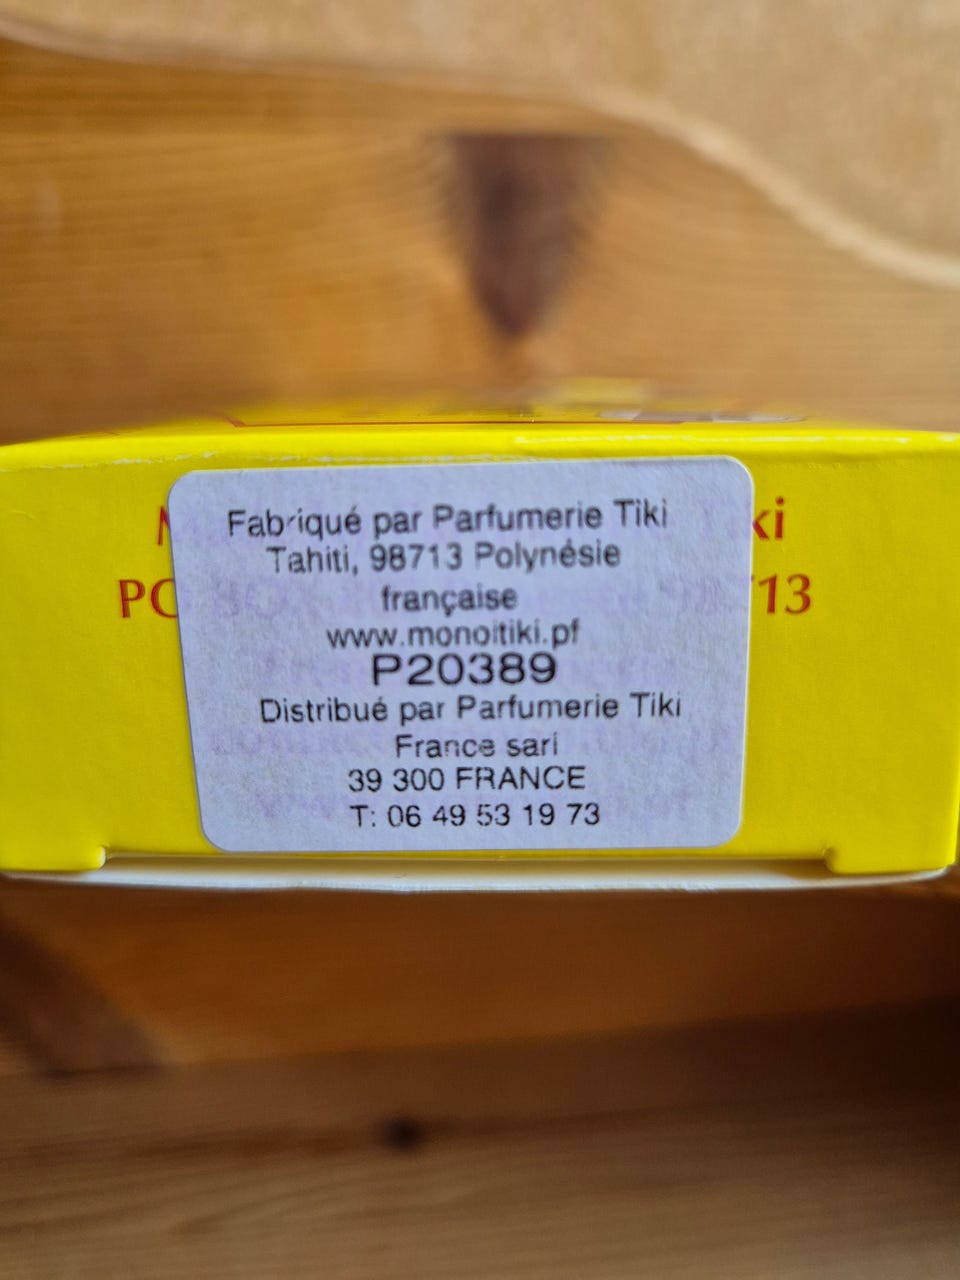 Fabriqué par Parfumerie Tiki
Tahiti, 98713 Polynésie
française
www.monoitiki.pf
P20389
Distribué par Parfumerie Tiki
France sarl
39 300 FRANCE
T: 06 49 53 19 73